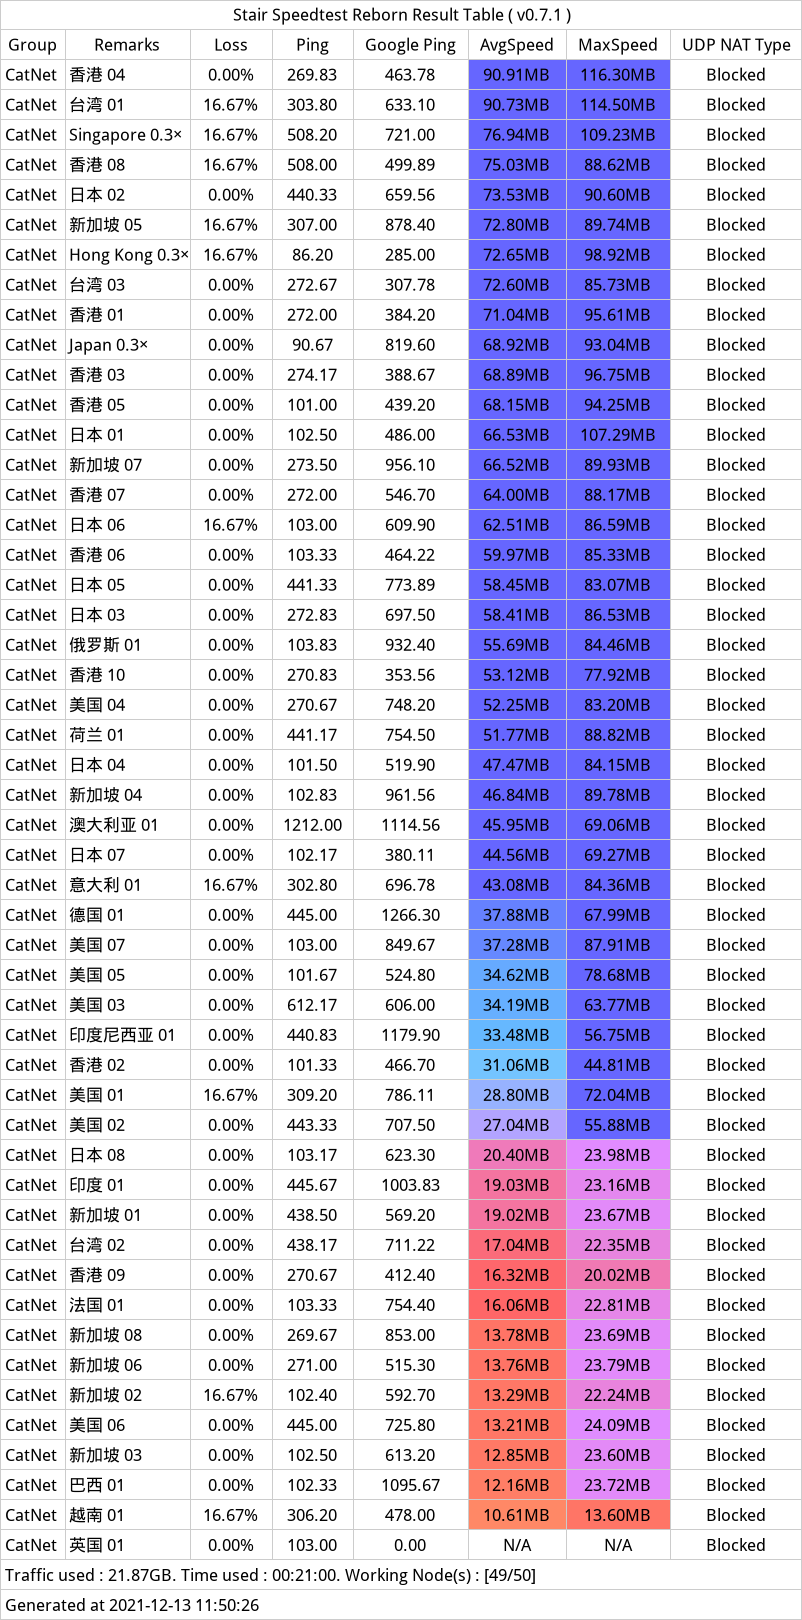 Stair Speedtest Reborn Result Table ( v0.7.1 )
Group Remarks Loss Ping Google Ping AvgSpeed MaxSpeed UDP NAT Type
CatNet 香港 04 0.00% 269.83 463.78 90.91MB 116.30MB Blocked
CatNet 台湾 01 16.67% 303.80 633.10 90.73MB 114.50MB Blocked
CatNet Singapore 0.3× 16.67% 508.20 721.00 76.94MB 109.23MB Blocked
CatNet 香港 08 16.67% 508.00 499.89 75.03MB 88.62MB Blocked
CatNet 日本 02 0.00% 440.33 659.56 73.53MB 90.60MB Blocked
CatNet 新加坡 05 16.67% 307.00 878.40 72.80MB 89.74MB Blocked
CatNet Hong Kong 0.3× 16.67% 86.20 285.00 72.65MB 98.92MB Blocked
CatNet 台湾 03 0.00% 272.67 307.78 72.60MB 85.73MB Blocked
CatNet 香港 01 0.00% 272.00 384.20 71.04MB 95.61MB Blocked
CatNet Japan 0.3× 0.00% 90.67 819.60 68.92MB 93.04MB Blocked
CatNet 香港 03 0.00% 274.17 388.67 68.89MB 96.75MB Blocked
CatNet 香港 05 0.00% 101.00 439.20 68.15MB 94.25MB Blocked
CatNet 日本 01 0.00% 102.50 486.00 66.53MB 107.29MB Blocked
CatNet 新加坡 07 0.00% 273.50 956.10 66.52MB 89.93MB Blocked
CatNet 香港 07 0.00% 272.00 546.70 64.00MB 88.17MB Blocked
CatNet 日本 06 16.67% 103.00 609.90 62.51MB 86.59MB Blocked
CatNet 香港 06 0.00% 103.33 464.22 59.97MB 85.33MB Blocked
CatNet 日本 05 0.00% 441.33 773.89 58.45MB 83.07MB Blocked
CatNet 日本 03 0.00% 272.83 697.50 58.41MB 86.53MB Blocked
CatNet 俄罗斯 01 0.00% 103.83 932.40 55.69MB 84.46MB Blocked
CatNet 香港 10 0.00% 270.83 353.56 53.12MB 77.92MB Blocked
CatNet 美国 04 0.00% 270.67 748.20 52.25MB 83.20MB Blocked
CatNet 荷兰 01 0.00% 441.17 754.50 51.77MB 88.82MB Blocked
CatNet 日本 04 0.00% 101.50 519.90 47.47MB 84.15MB Blocked
CatNet 新加坡 04 0.00% 102.83 961.56 46.84MB 89.78MB Blocked
CatNet 澳大利亚 01 0.00% 1212.00 1114.56 45.95MB 69.06MB Blocked
CatNet 日本 07 0.00% 102.17 380.11 44.56MB 69.27MB Blocked
CatNet 意大利 01 16.67% 302.80 696.78 43.08MB 84.36MB Blocked
CatNet 德国 01 0.00% 445.00 1266.30 37.88MB 67.99MB Blocked
CatNet 美国 07 0.00% 103.00 849.67 37.28MB 87.91MB Blocked
CatNet 美国 05 0.00% 101.67 524.80 34.62MB 78.68MB Blocked
CatNet 美国 03 0.00% 612.17 606.00 34.19MB 63.77MB Blocked
CatNet 印度尼西亚 01 0.00% 440.83 1179.90 33.48MB 56.75MB Blocked
CatNet 香港 02 0.00% 101.33 466.70 31.06MB 44.81MB Blocked
CatNet 美国 01 16.67% 309.20 786.11 28.80MB 72.04MB Blocked
CatNet 美国 02 0.00% 443.33 707.50 27.04MB 55.88MB Blocked
CatNet 日本 08 0.00% 103.17 623.30 20.40MB 23.98MB Blocked
CatNet 印度 01 0.00% 445.67 1003.83 19.03MB 23.16MB Blocked
CatNet 新加坡 01 0.00% 438.50 569.20 19.02MB 23.67MB Blocked
CatNet 台湾 02 0.00% 438.17 711.22 17.04MB 22.35MB Blocked
CatNet 香港 09 0.00% 270.67 412.40 16.32MB 20.02MB Blocked
CatNet 法国 01 0.00% 103.33 754.40 16.06MB 22.81MB Blocked
CatNet 新加坡 08 0.00% 269.67 853.00 13.78MB 23.69MB Blocked
CatNet 新加坡 06 0.00% 271.00 515.30 13.76MB 23.79MB Blocked
CatNet 新加坡 02 16.67% 102.40 592.70 13.29MB 22.24MB Blocked
CatNet 美国 06 0.00% 445.00 725.80 13.21MB 24.09MB Blocked
CatNet 新加坡 03 0.00% 102.50 613.20 12.85MB 23.60MB Blocked
CatNet 巴西 01 0.00% 102.33 1095.67 12.16MB 23.72MB Blocked
CatNet 越南 01 16.67% 306.20 478.00 10.61MB 13.60MB Blocked
CatNet 英国 01 0.00% 103.00 0.00 N/A N/A Blocked
Traffic used : 21.87GB. Time used : 00:21:00. Working Node(s) : [49/50]
Generated at 2021-12-13 11:50:26